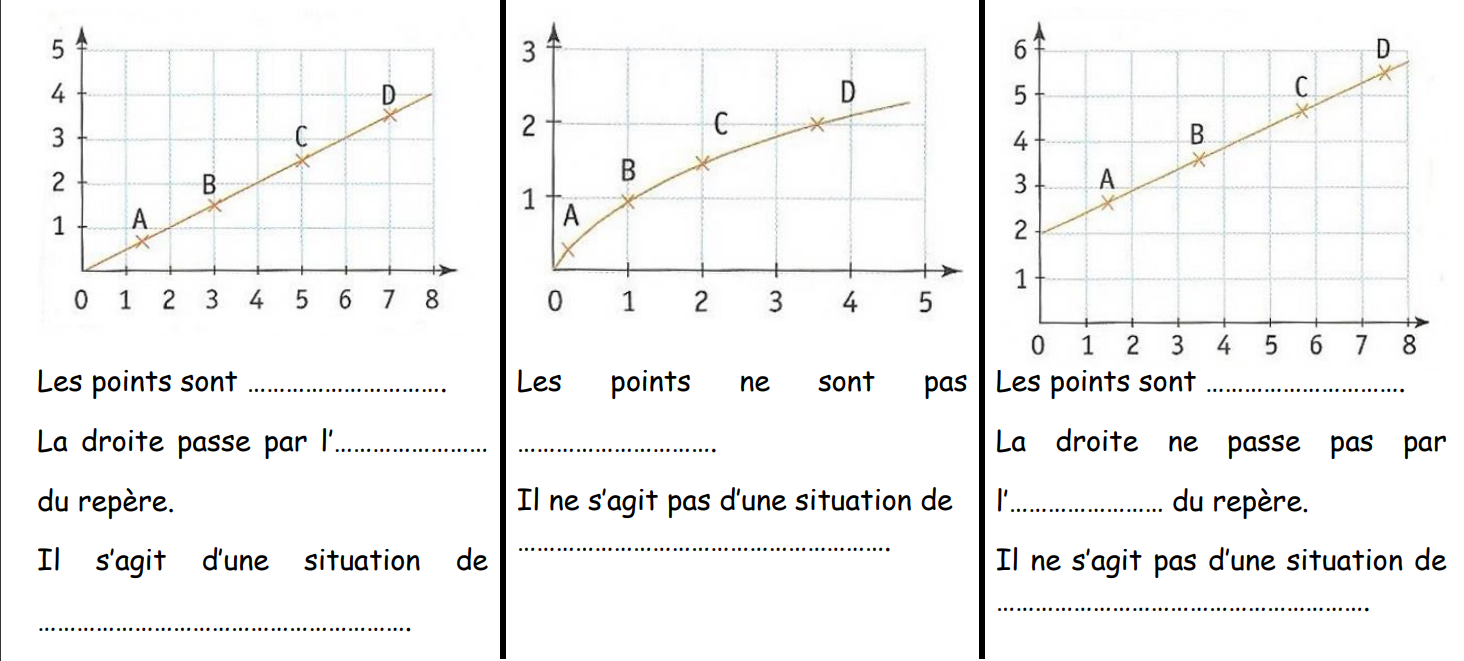 5
4
3
2
1
A
B
C
D
0 1 2 3 4 5 6 7 8
Les points sont ………………………….
La droite passe par l'……………………
du repère.
Il s'agit d'une situation de
………………………………………………….
3
2
1
A
B
C
D
0 1 2 3 4 5
Les points ne sont pas
………………………….
Il ne s'agit pas d'une situation de
………………………………………………….
6
5
4
3
2
1
A
B
C
D
0 1 2 3 4 5 6 7 8
Les points sont ………………………….
La droite ne passe pas par
l'…………………… du repère.
Il ne s'agit pas d'une situation de
………………………………………………….